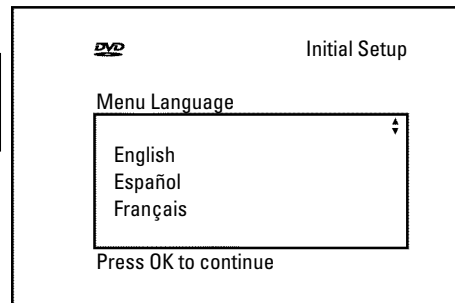 DVD Initial Setup
Menu Language
English
Español
Français
Press OK to continue